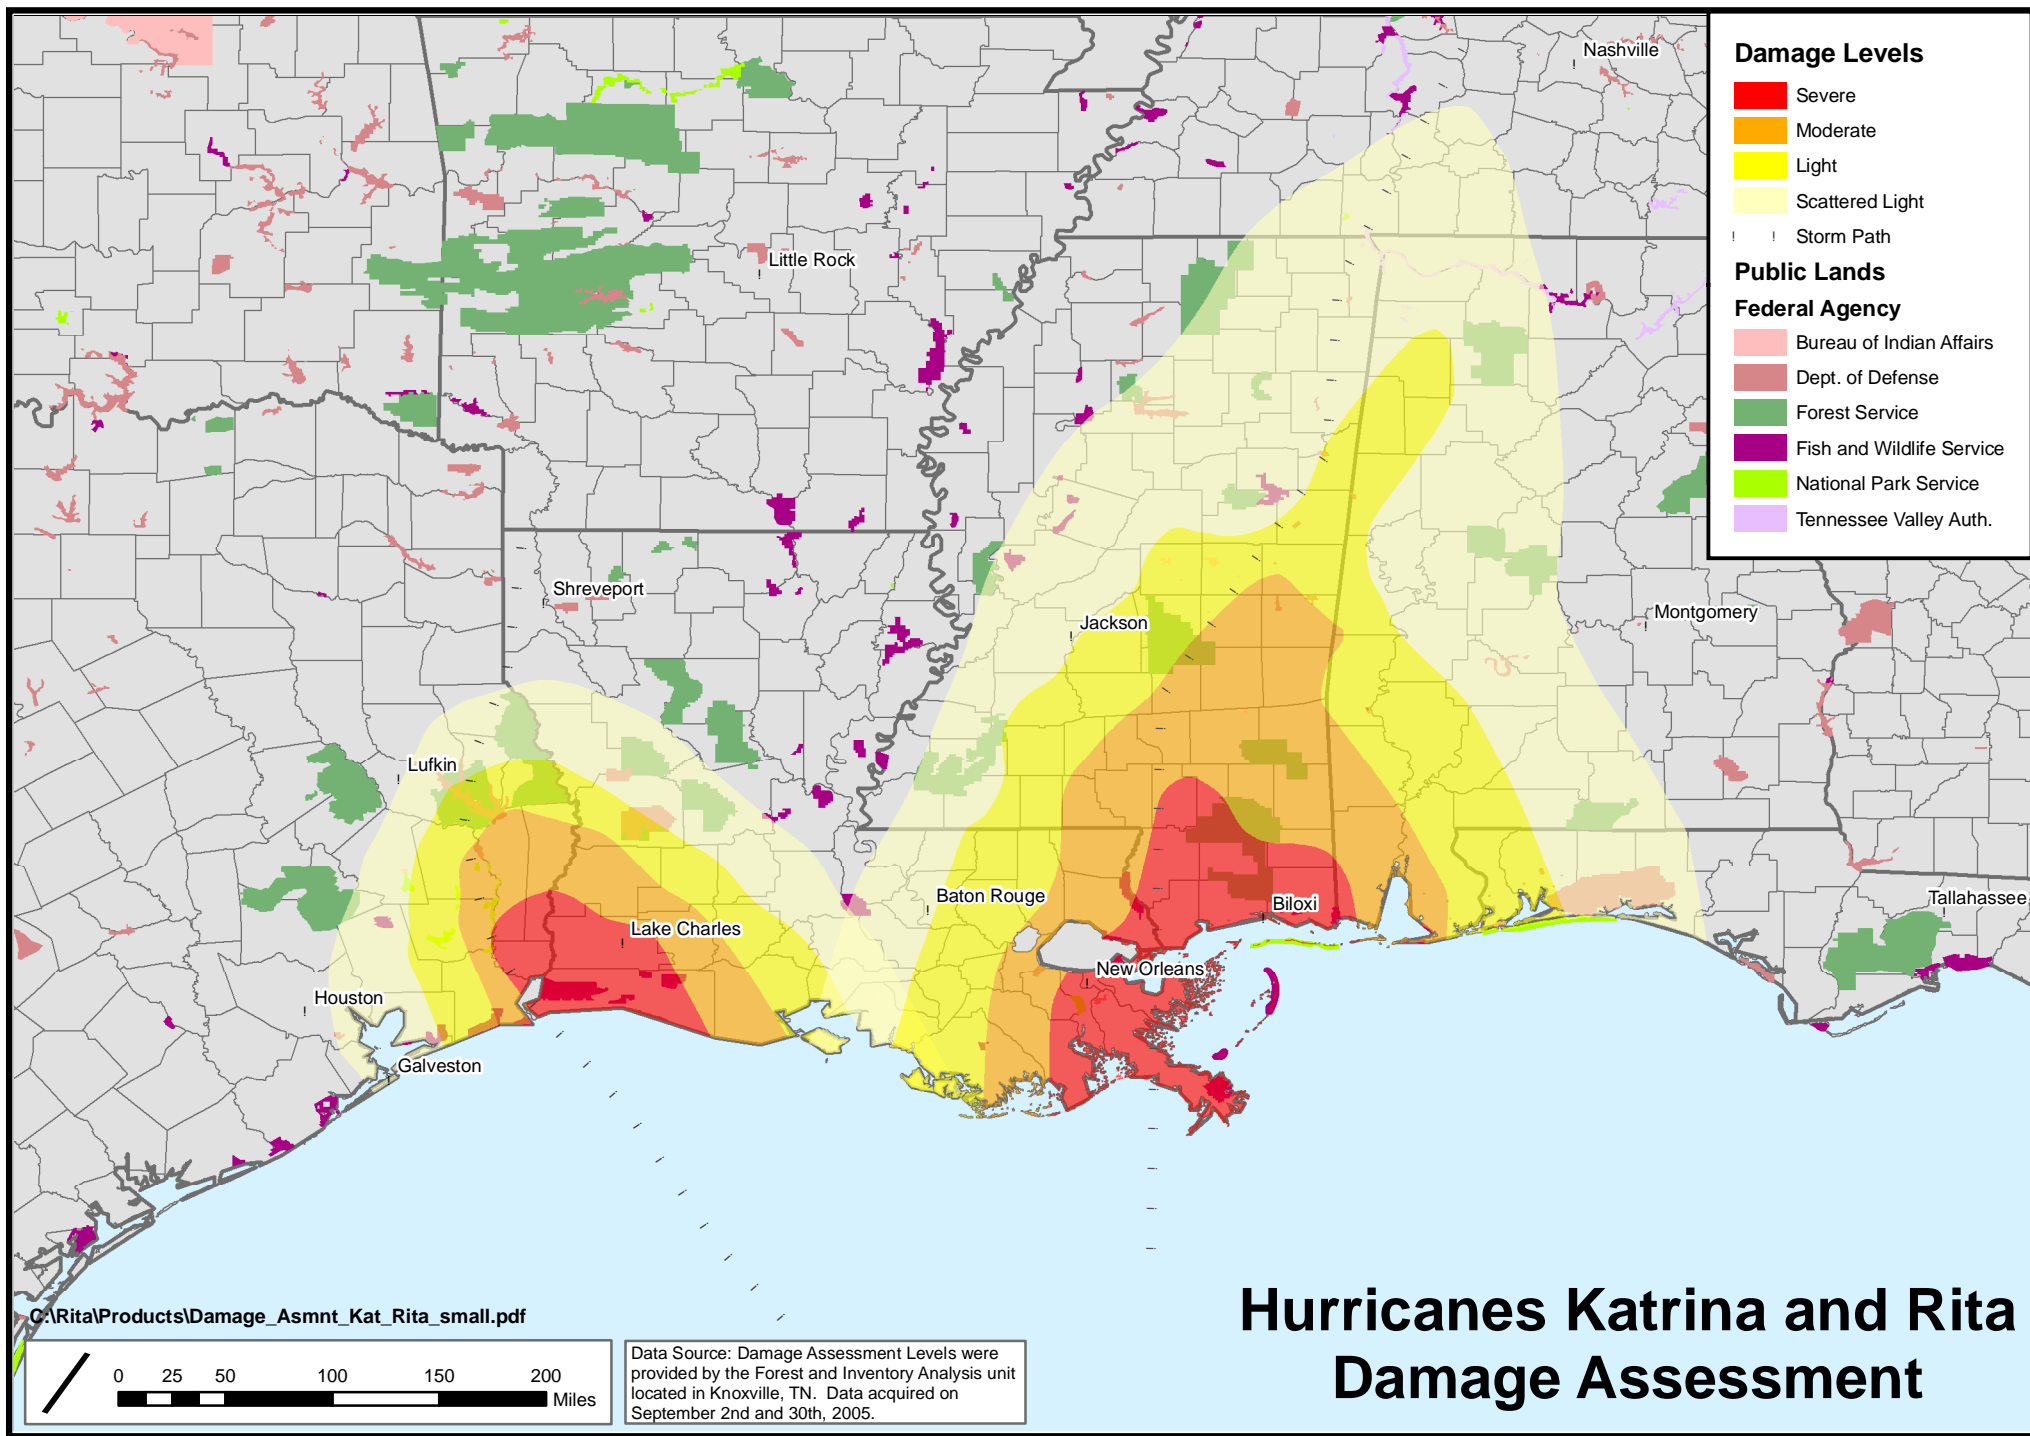 Nashville
Little Rock
Shreveport
Jackson
Montgomery
Lufkin
Baton Rouge
Biloxi
Tallahassee
Lake Charles
New Orleans
Houston
Galveston
Damage Levels
Severe
Moderate
Light
Scattered Light
! ! Storm Path
Public Lands
Federal Agency
Bureau of Indian Affairs
Dept. of Defense
Forest Service
Fish and Wildlife Service
National Park Service
Tennessee Valley Auth.
C:\Rita\Products\Damage_Asmnt_Kat_Rita_small.pdf
0 25 50 100 150 200
Miles
Data Source: Damage Assessment Levels were
provided by the Forest and Inventory Analysis unit
located in Knoxville, TN. Data acquired on
September 2nd and 30th, 2005.
Hurricanes Katrina and Rita
Damage Assessment